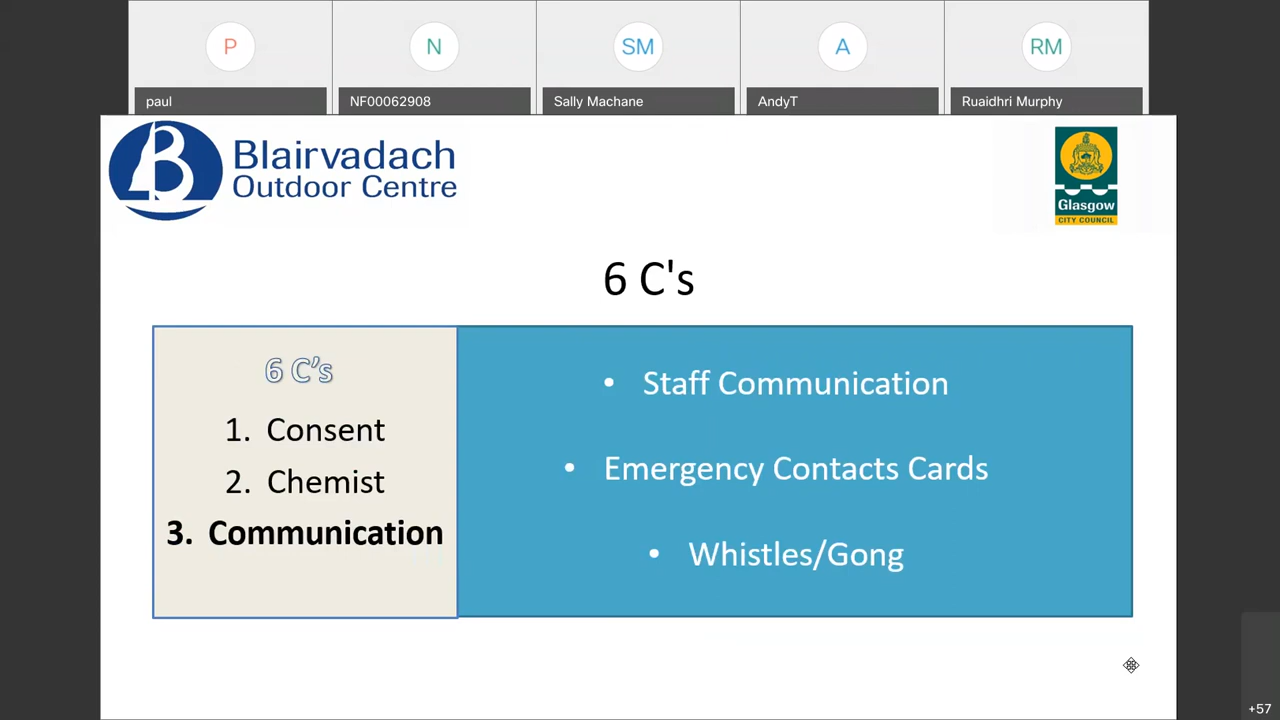 P
N
SM
A
RM
paul
NF00062908
Sally Machane
AndyT
Ruaidhri Murphy
B
Blairvadach
Outdoor Centre
Glasgow
CITY COUNCIL
6 C's
6 C’s
1. Consent
2. Chemist
3. Communication
• Staff Communication
• Emergency Contacts Cards
• Whistles/Gong
+57